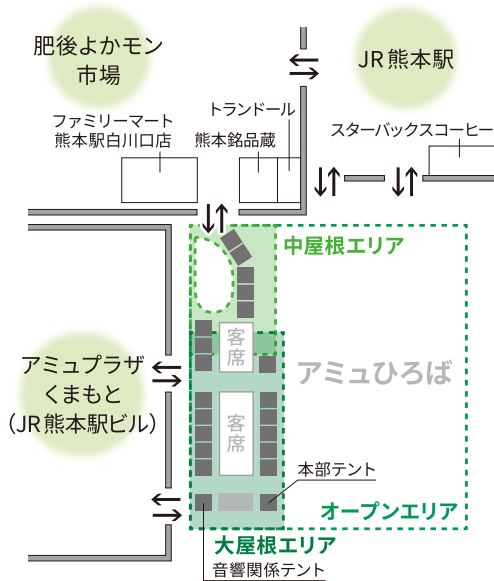 肥後よかモン
市場
JR熊本駅
トランドール
ファミリーマート
熊本駅白川口店
熊本銘品蔵
スターバックスコーヒー
中屋根エリア
客席
アミュひろば
アミュプラザ
くまもと
(JR熊本駅ビル)
客席
本部テント
オープンエリア
大屋根エリア
音響関係テント